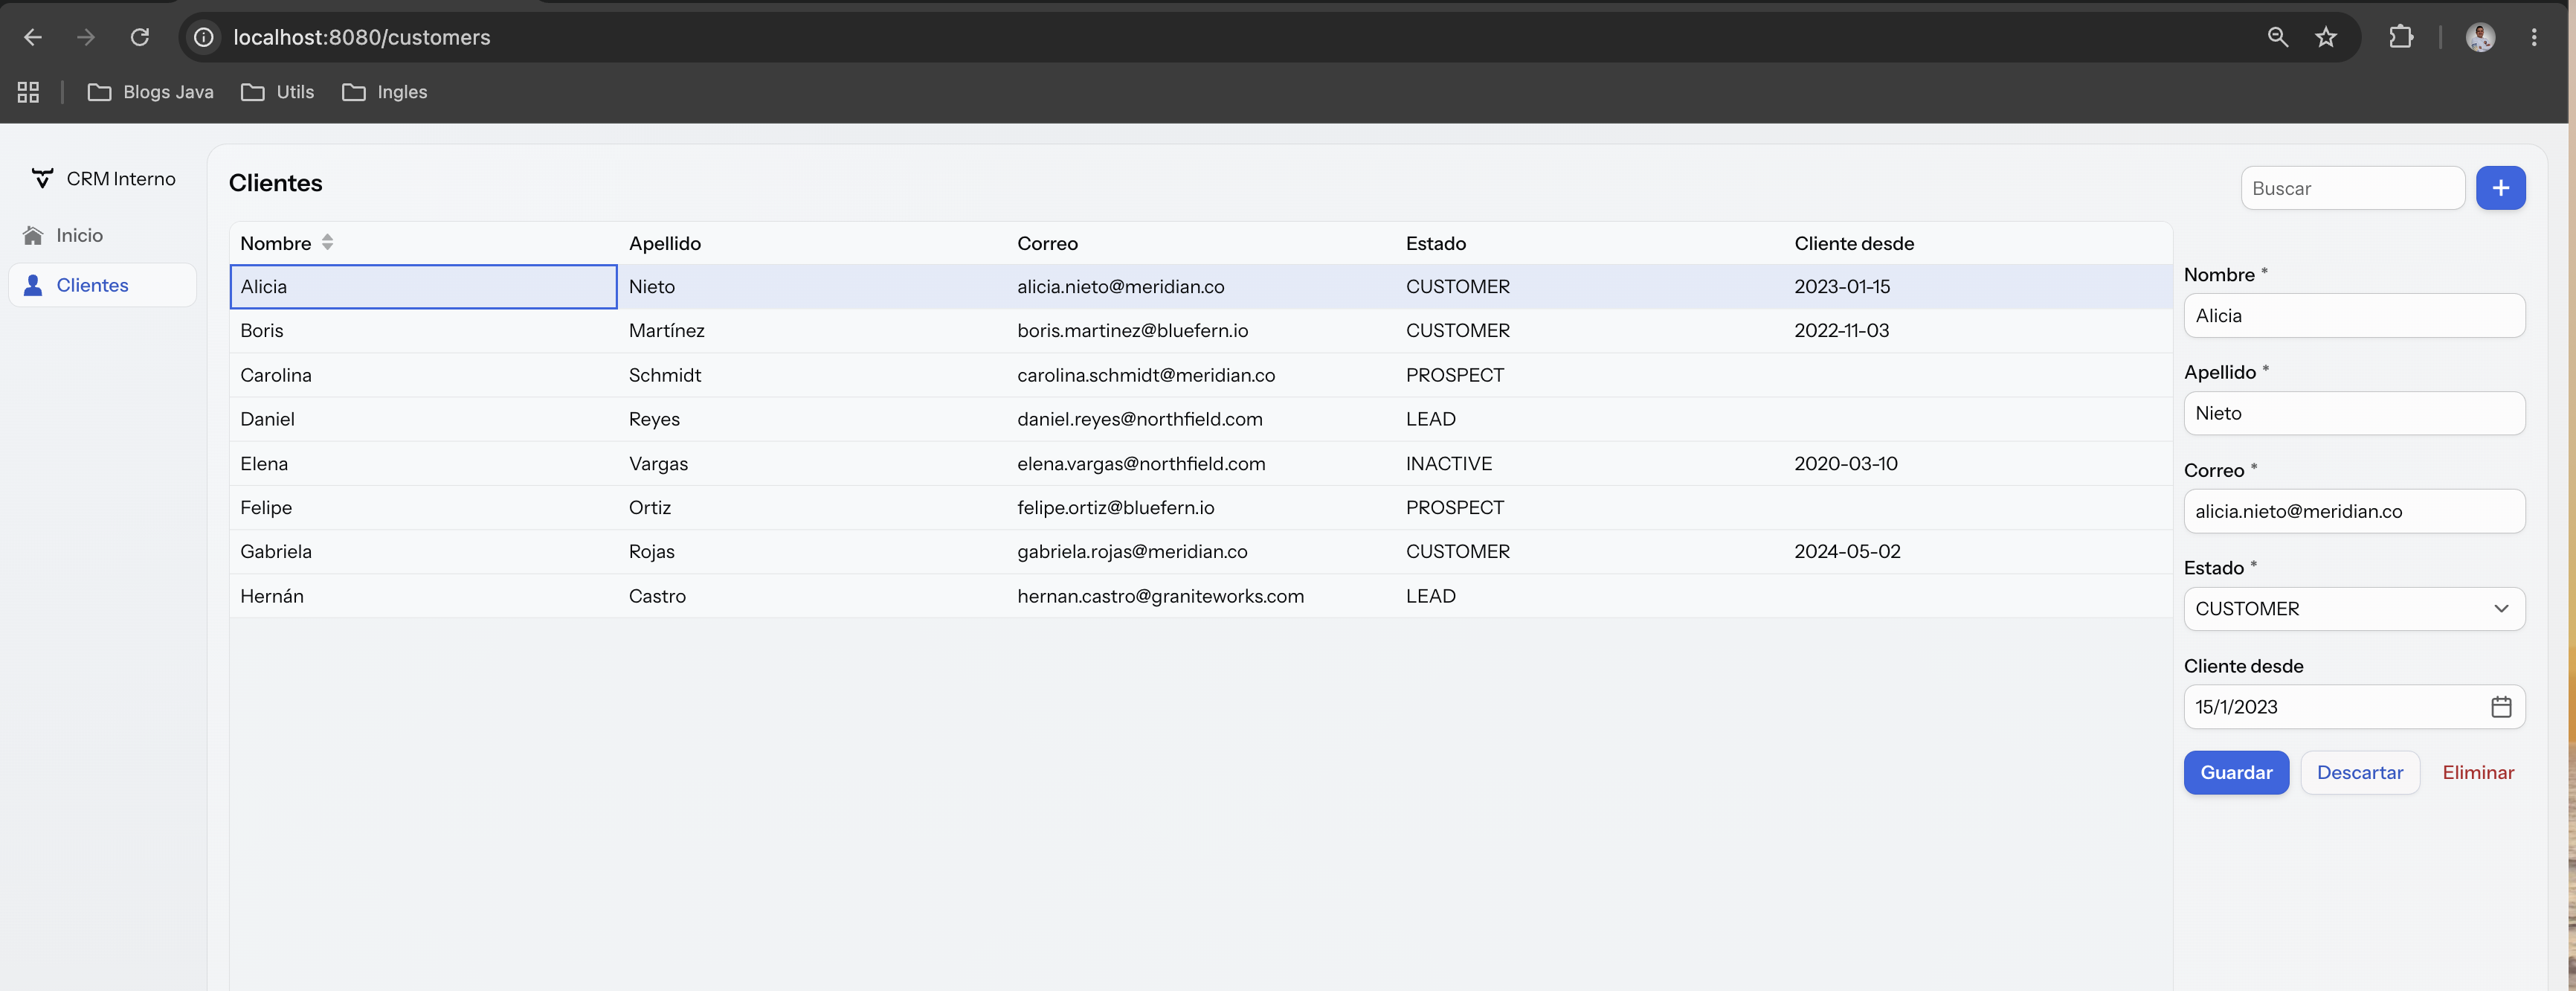 localhost:8080/customers
Blogs Java Utils Ingles
CRM Interno
Inicio
Clientes
Clientes
Buscar
+
Nombre Apellido Correo Estado Cliente desde
Alicia Nieto alicia.nieto@meridian.co CUSTOMER 2023-01-15
Boris Martínez boris.martinez@bluefern.io CUSTOMER 2022-11-03
Carolina Schmidt carolina.schmidt@meridian.co PROSPECT
Daniel Reyes daniel.reyes@northfield.com LEAD
Elena Vargas elena.vargas@northfield.com INACTIVE 2020-03-10
Felipe Ortiz felipe.ortiz@bluefern.io PROSPECT
Gabriela Rojas gabriela.rojas@meridian.co CUSTOMER 2024-05-02
Hernán Castro hernan.castro@graniteworks.com LEAD
Nombre *
Alicia
Apellido *
Nieto
Correo *
alicia.nieto@meridian.co
Estado *
CUSTOMER
Cliente desde
15/1/2023
Guardar Descartar Eliminar